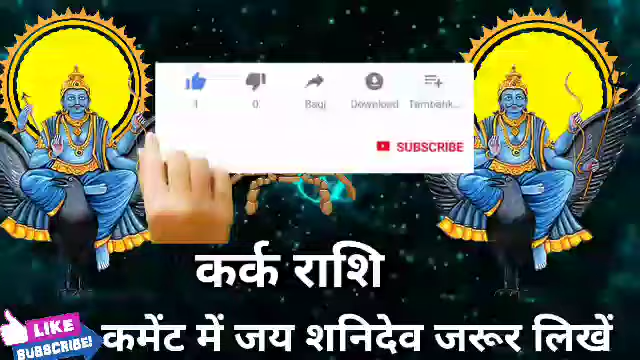 1 0 Bagi Download Tambahk...
SUBSCRIBE
कर्क राशि
LIKE
SUBSCRIBE!
कमेंट में जय शनिदेव जरूर लिखें